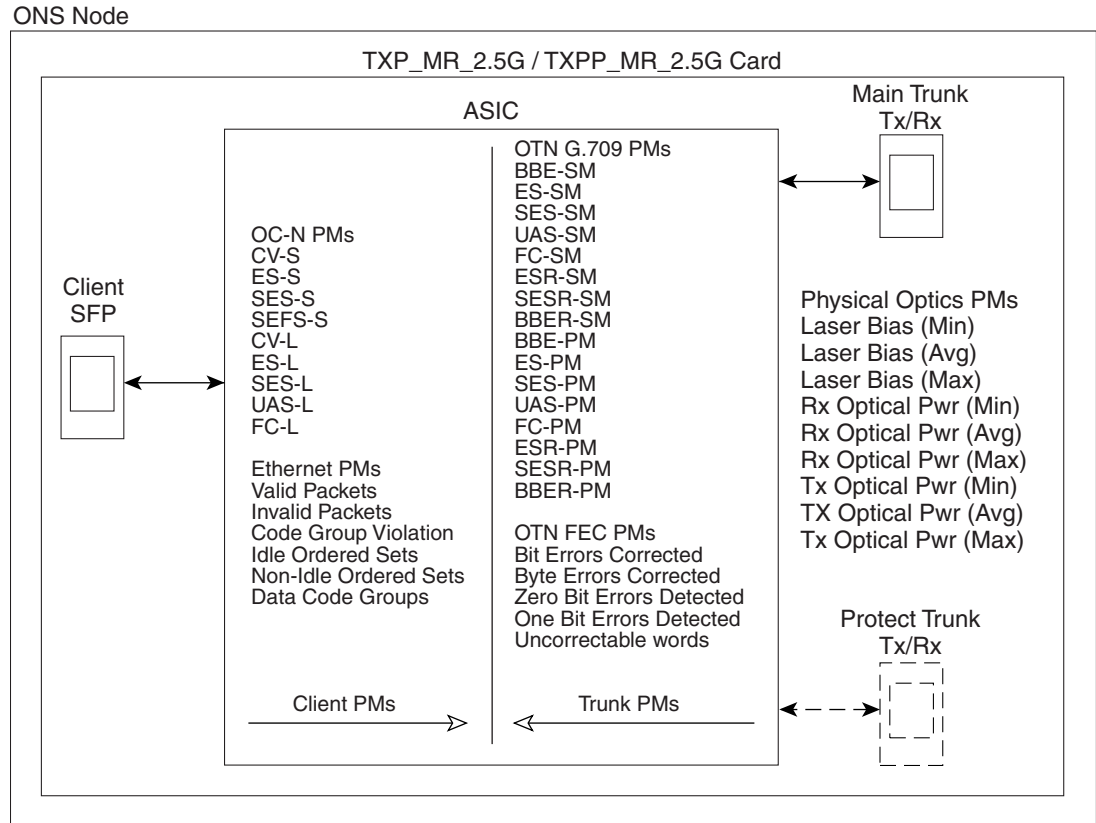 ONS Node
TXP_MR_2.5G / TXPP_MR_2.5G Card
ASIC
Client
SFP
OC-N PMs
CV-S
ES-S
SES-S
SEFS-S
CV-L
ES-L
SES-L
UAS-L
FC-L
Ethernet PMs
Valid Packets
Invalid Packets
Code Group Violation
Idle Ordered Sets
Non-Idle Ordered Sets
Data Code Groups
Client PMs
OTN G.709 PMs
BBE-SM
ES-SM
SES-SM
UAS-SM
FC-SM
ESR-SM
SESR-SM
BBER-SM
BBE-PM
ES-PM
SES-PM
UAS-PM
FC-PM
ESR-PM
SESR-PM
BBER-PM
OTN FEC PMs
Bit Errors Corrected
Byte Errors Corrected
Zero Bit Errors Detected
One Bit Errors Detected
Uncorrectable words
Trunk PMs
Main Trunk
Tx/Rx
Physical Optics PMs
Laser Bias (Min)
Laser Bias (Avg)
Laser Bias (Max)
Rx Optical Pwr (Min)
Rx Optical Pwr (Avg)
Rx Optical Pwr (Max)
Tx Optical Pwr (Min)
TX Optical Pwr (Avg)
Tx Optical Pwr (Max)
Protect Trunk
Tx/Rx